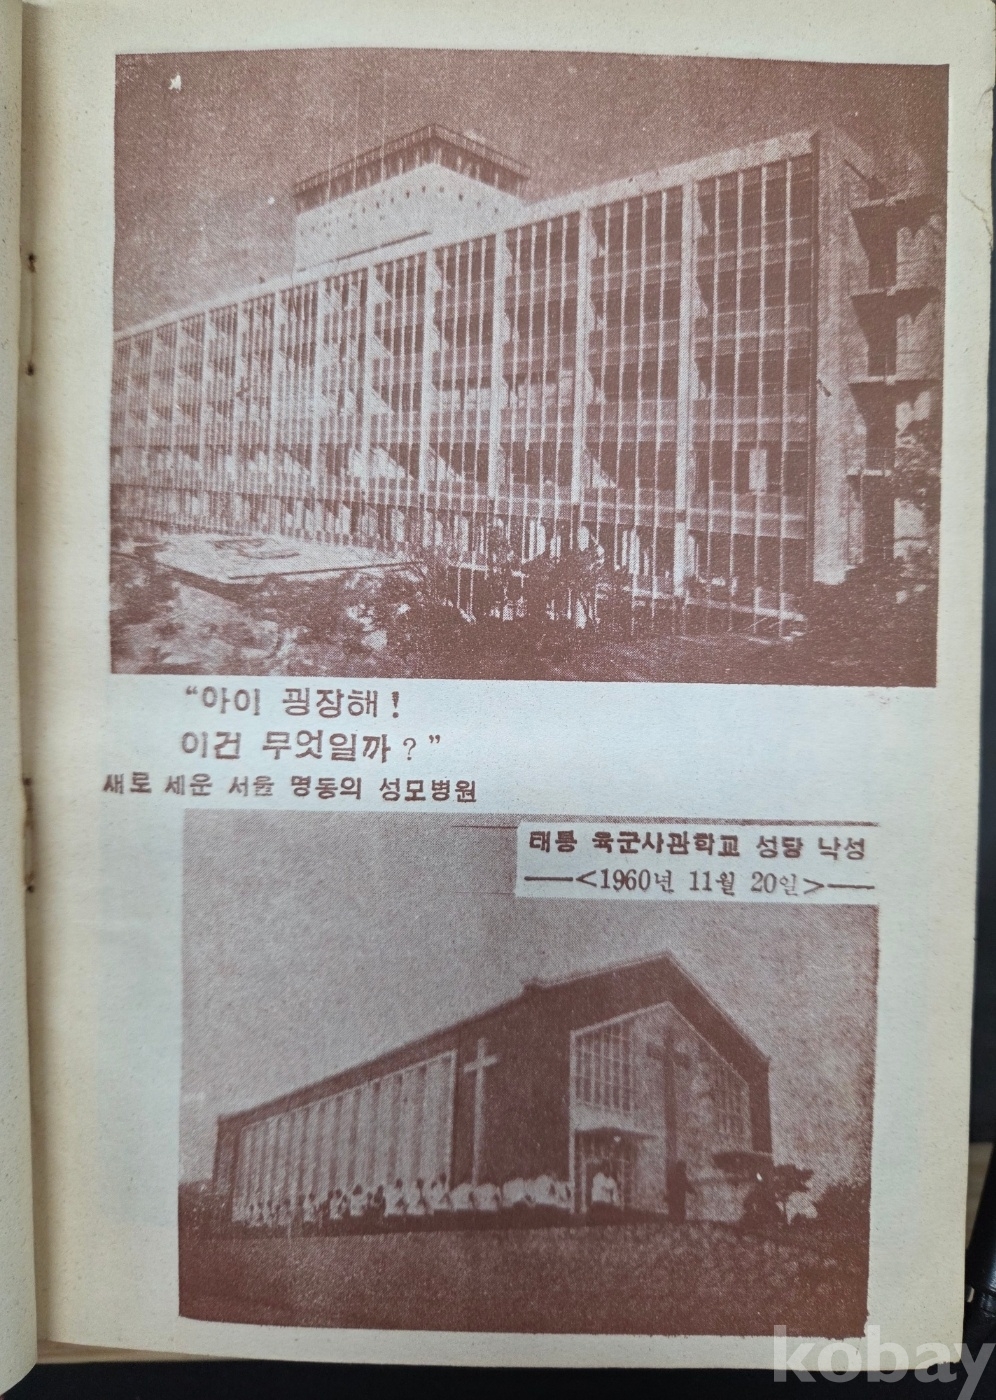 “아이 굉장해!
이건 무엇일까?”
새로 세운 서울 명동의 성모병원
태릉 육군사관학교 성당 낙성
<1960년 11월 20일>
kobay